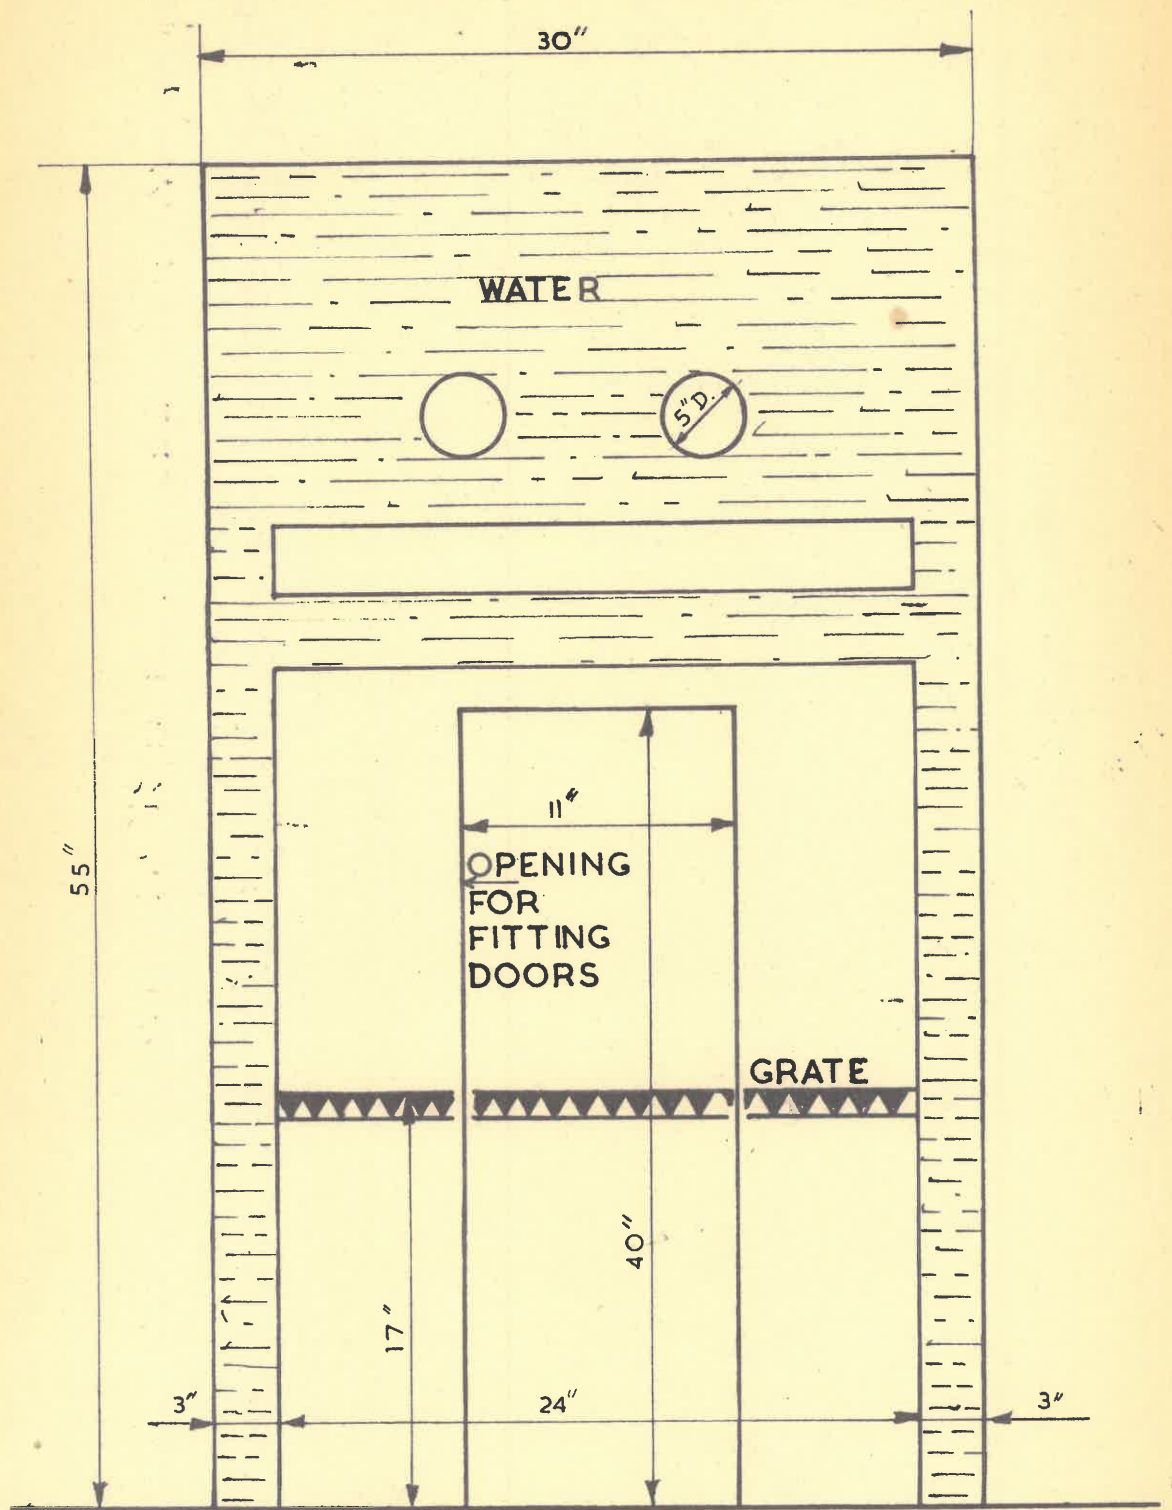 30"
WATER
5"D.
11"
55"
OPENING
FOR
FITTING
DOORS
GRATE
40"
17"
3"
24"
3"